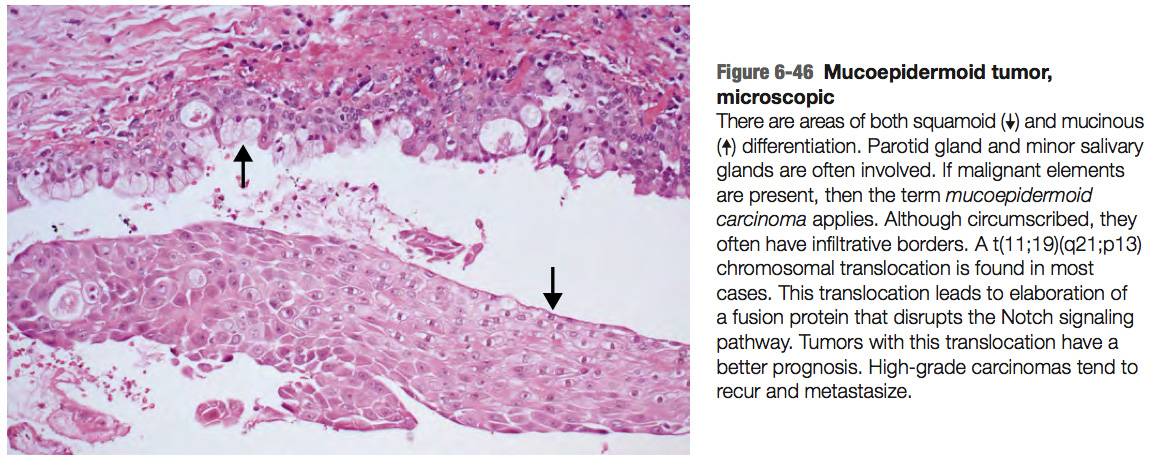 Figure 6-46 Mucoepidermoid tumor,
microscopic
There are areas of both squamoid (↓) and mucinous
(↑) differentiation. Parotid gland and minor salivary
glands are often involved. If malignant elements
are present, then the term mucoepidermoid
carcinoma applies. Although circumscribed, they
often have infiltrative borders. A t(11;19)(q21;p13)
chromosomal translocation is found in most
cases. This translocation leads to elaboration of
a fusion protein that disrupts the Notch signaling
pathway. Tumors with this translocation have a
better prognosis. High-grade carcinomas tend to
recur and metastasize.